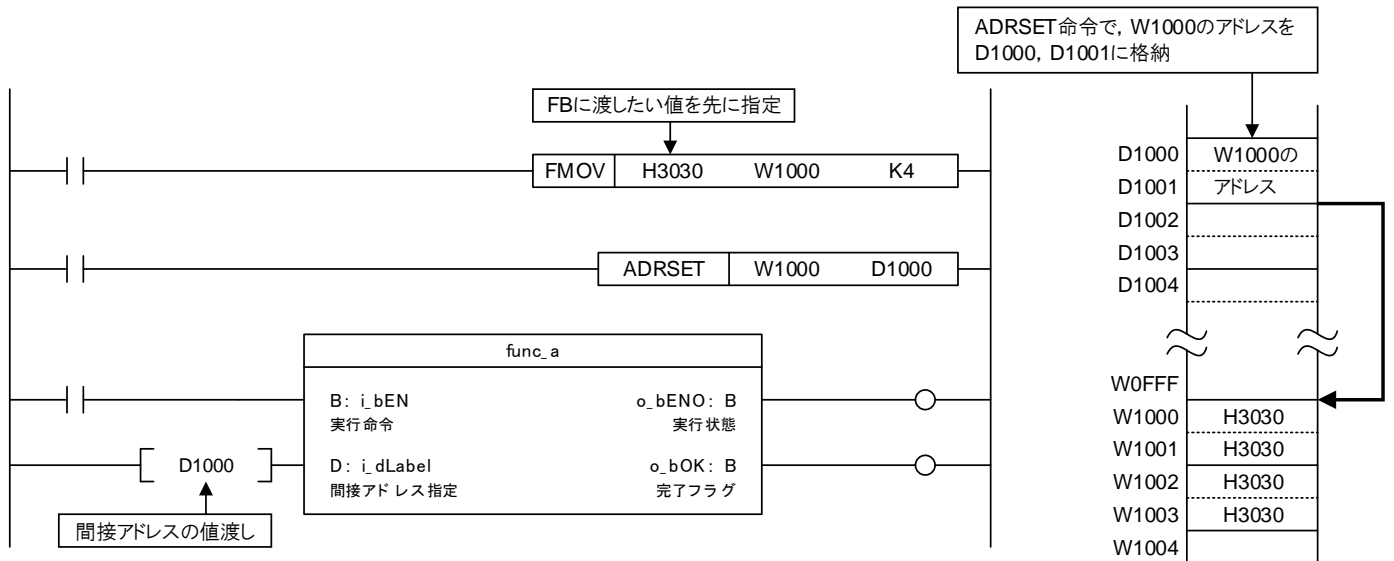 ADRSET命令で，W1000のアドレスを
D1000，D1001に格納
FBに渡したい値を先に指定
FMOV H3030 W1000 K4
ADRSET W1000 D1000
func_a
B: i_bEN o_bENO: B
実行命令 実行状態
D1000 D: i_dLabel o_bOK: B
間接アドレス指定 完了フラグ
間接アドレスの値渡し
D1000 W1000の
D1001 アドレス
D1002
D1003
D1004
W0FFF
W1000 H3030
W1001 H3030
W1002 H3030
W1003 H3030
W1004